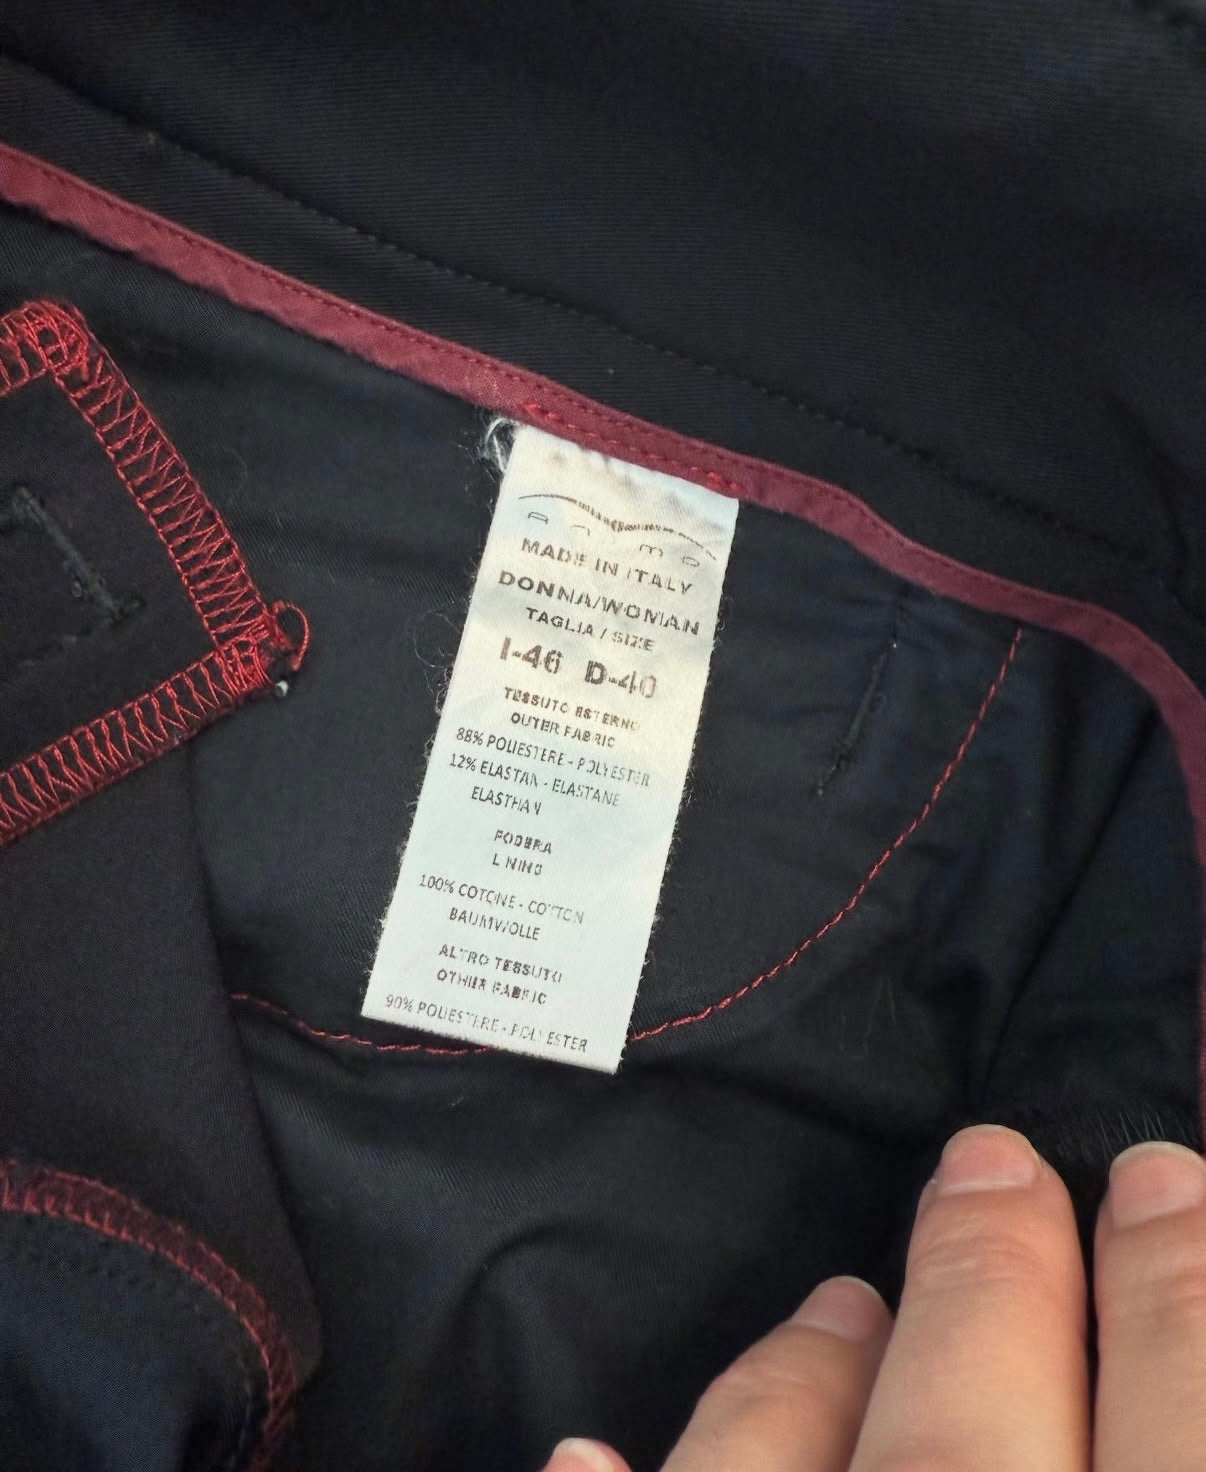 ANIMO
MADE IN ITALY
DONNA/WOMAN
TAGLIA / SIZE
I-46 D-40
TESSUTO ESTERNO
OUTER FABRIC
88% POLIESTERE - POLYESTER
12% ELASTAN - ELASTANE
ELASTHAN
FODERA
LINING
100% COTONE - COTTON
BAUMWOLLE
ALTRO TESSUTO
OTHER FABRIC
90% POLIESTERE - POLYESTER